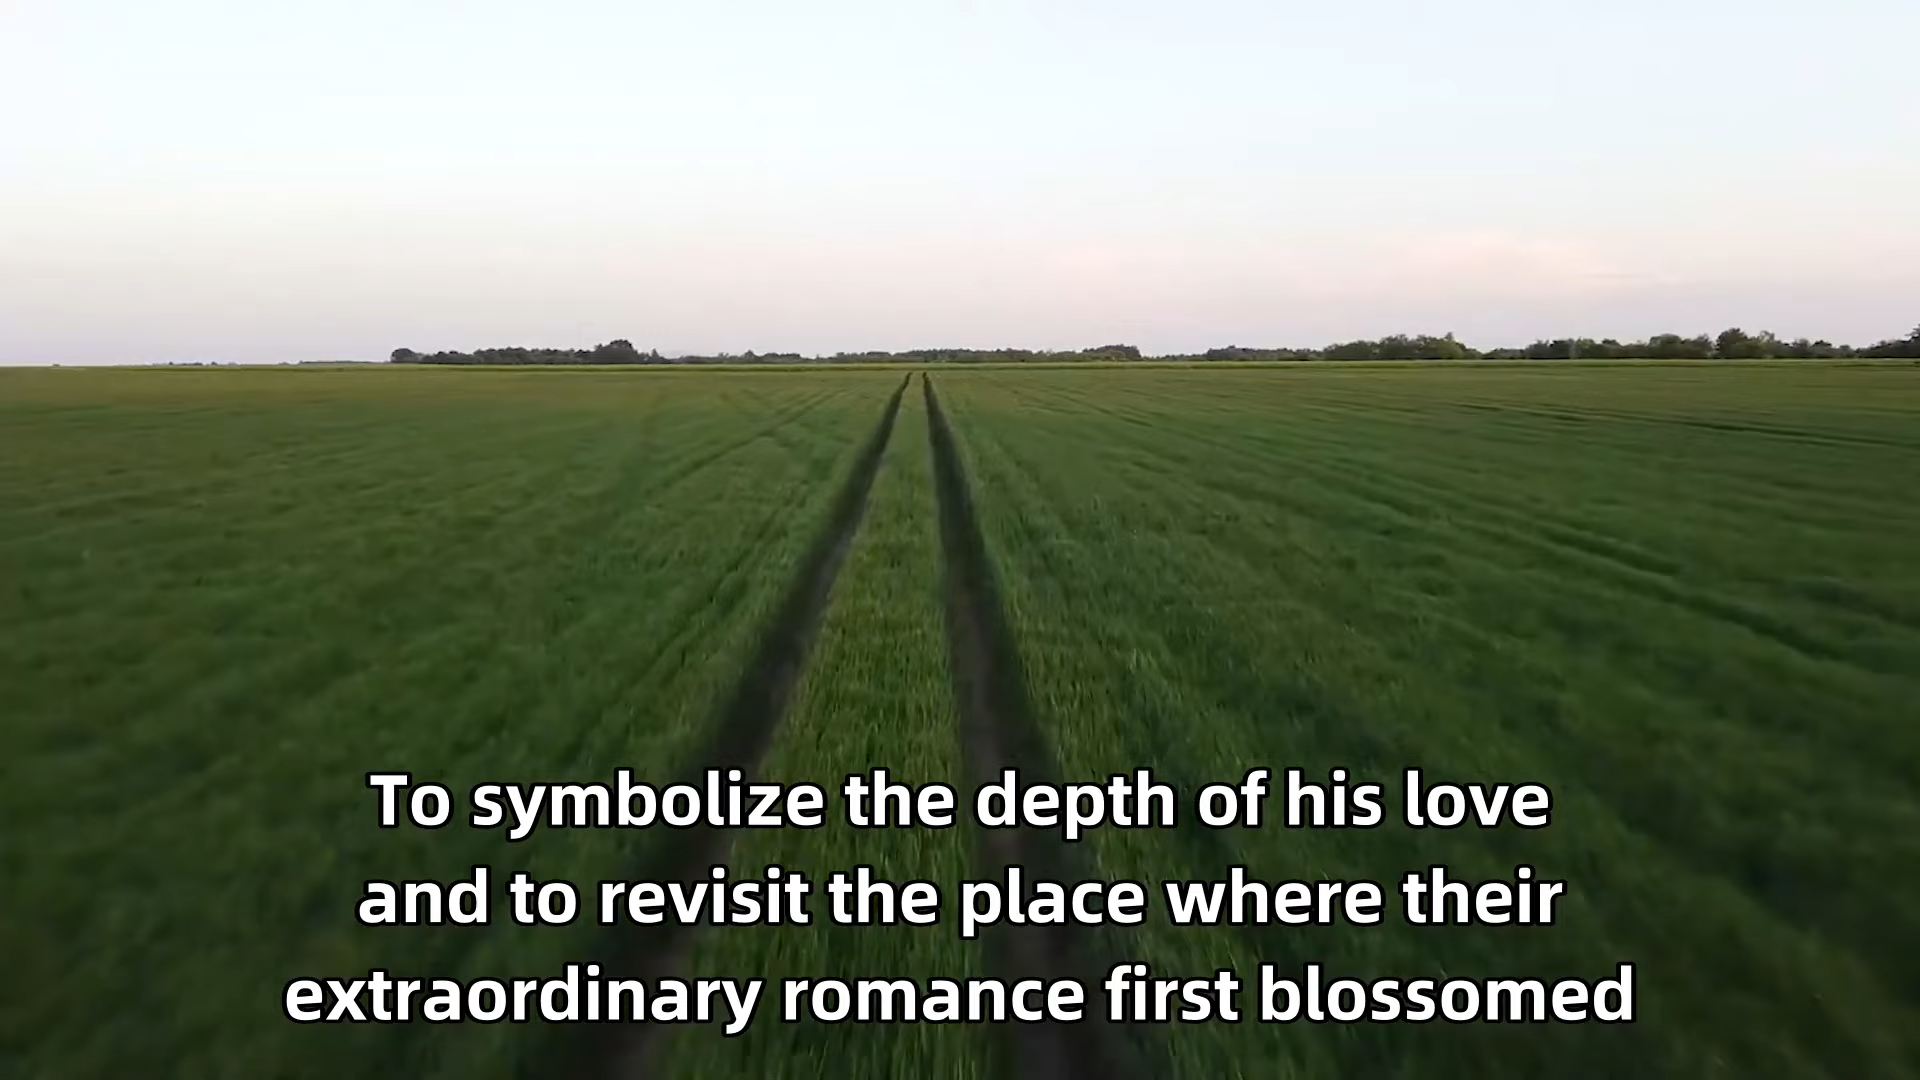 To symbolize the depth of his love
and to revisit the place where their
extraordinary romance first blossomed